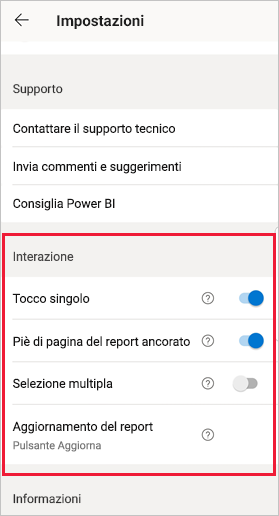 Impostazioni
Supporto
Contattare il supporto tecnico
Invia commenti e suggerimenti
Consiglia Power BI
Interazione
Tocco singolo
Piè di pagina del report ancorato
Selezione multipla
Aggiornamento del report
Pulsante Aggiorna
Informazioni